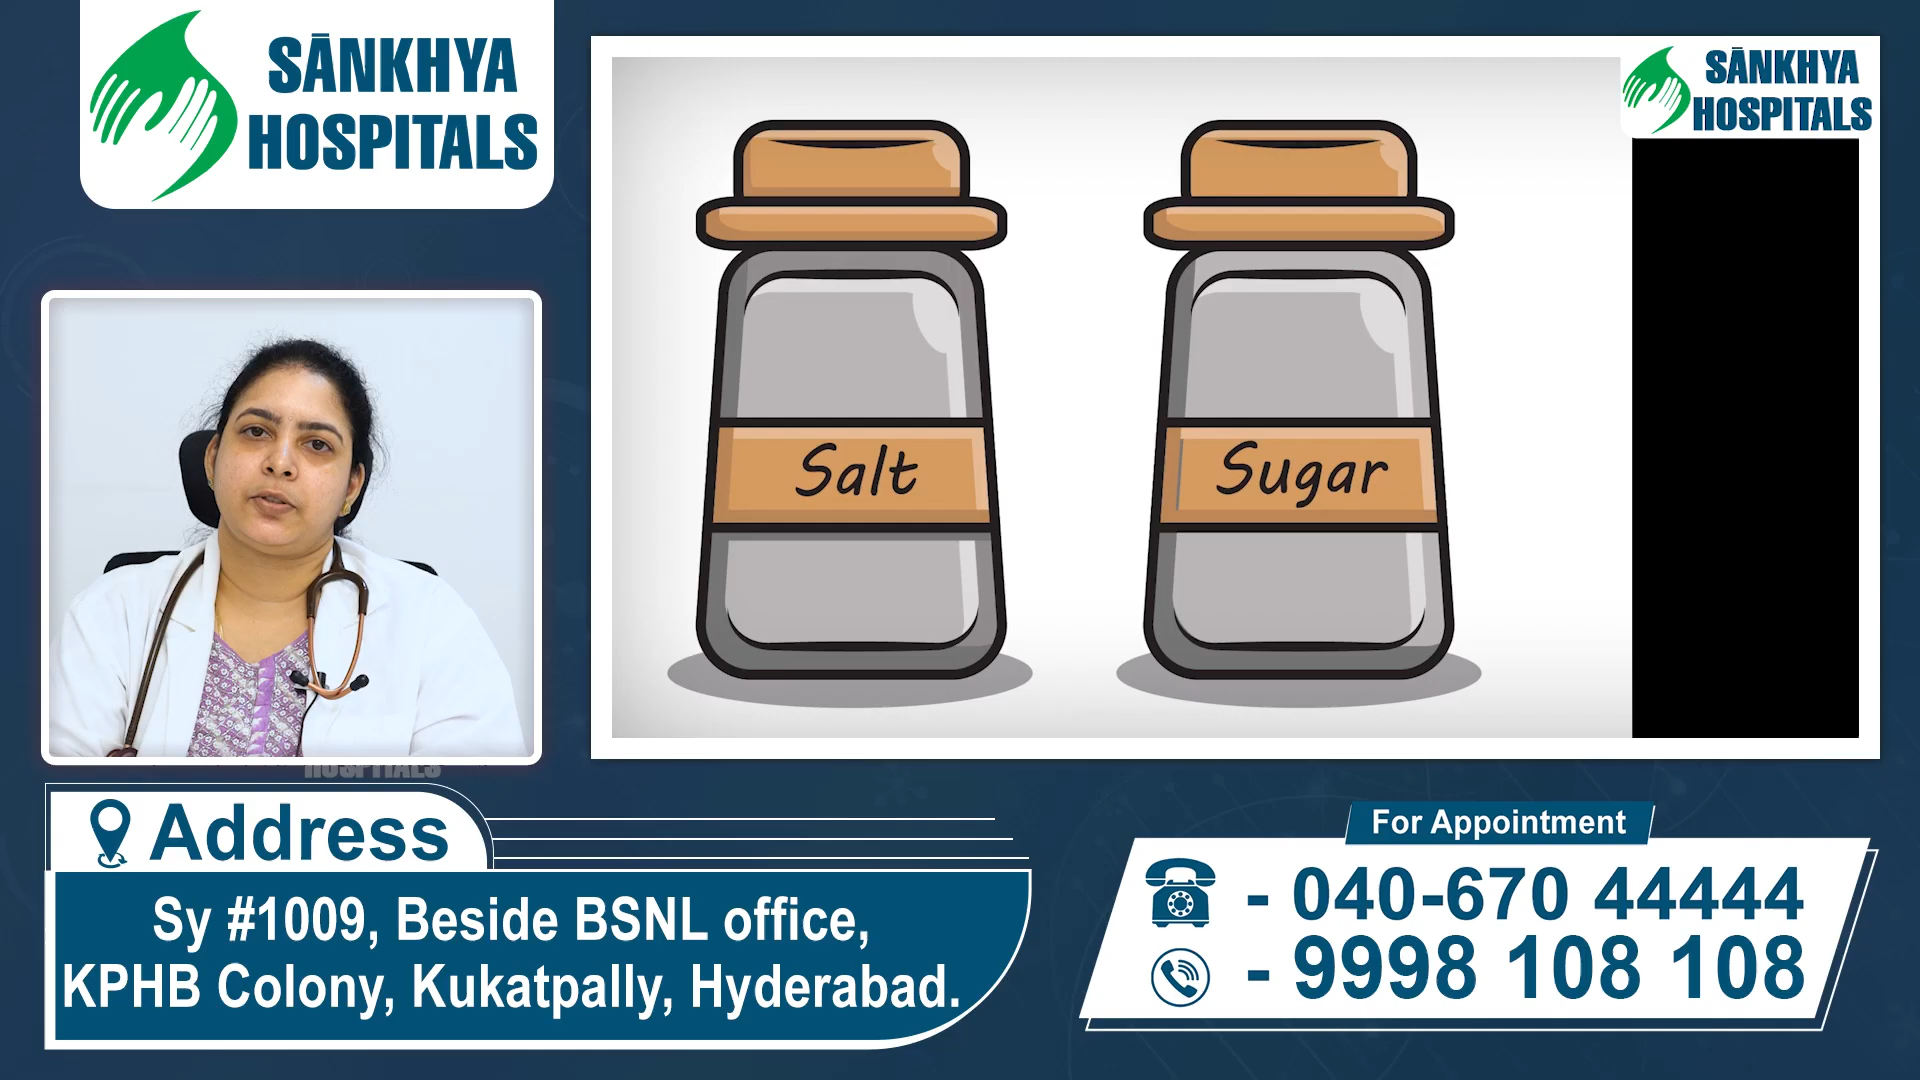 SĀNKHYA
HOSPITALS
SĀNKHYA
HOSPITALS
Salt
Sugar
HOSPITALS
Address
Sy #1009, Beside BSNL office,
KPHB Colony, Kukatpally, Hyderabad.
For Appointment
- 040-670 44444
- 9998 108 108